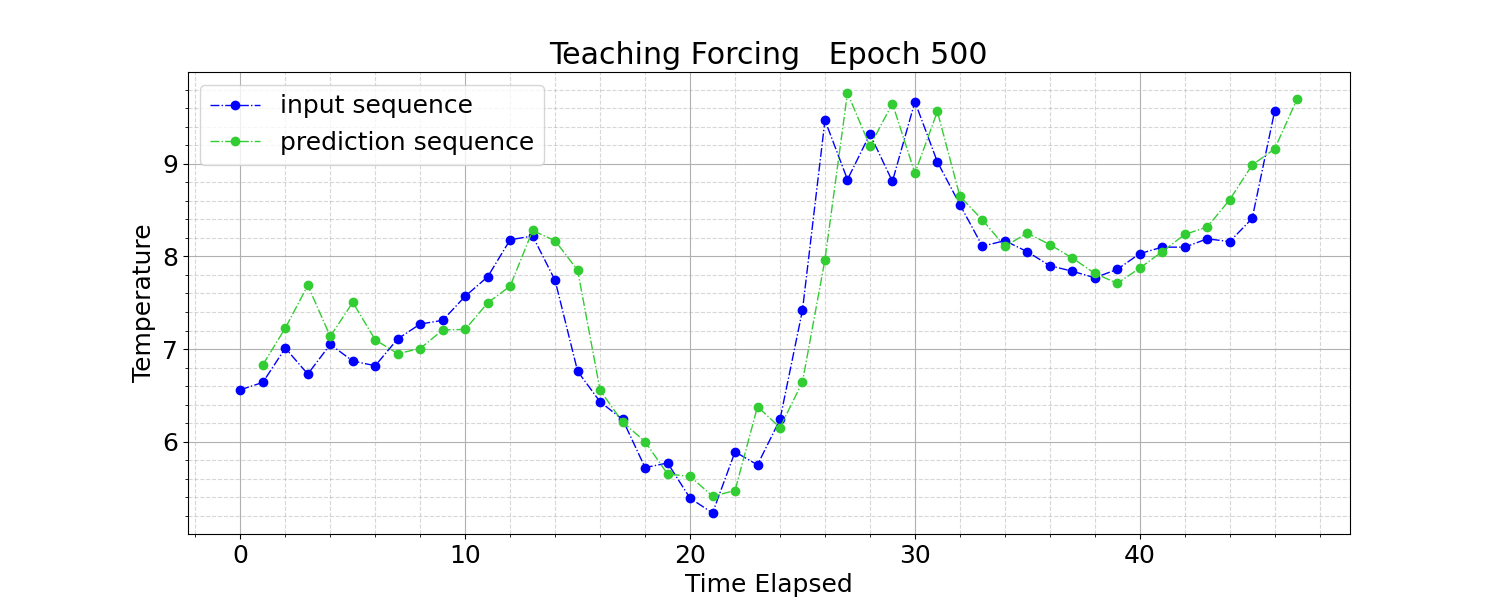 Teaching Forcing   Epoch 500
input sequence
prediction sequence
Temperature
9
8
7
6
0 10 20 30 40
Time Elapsed